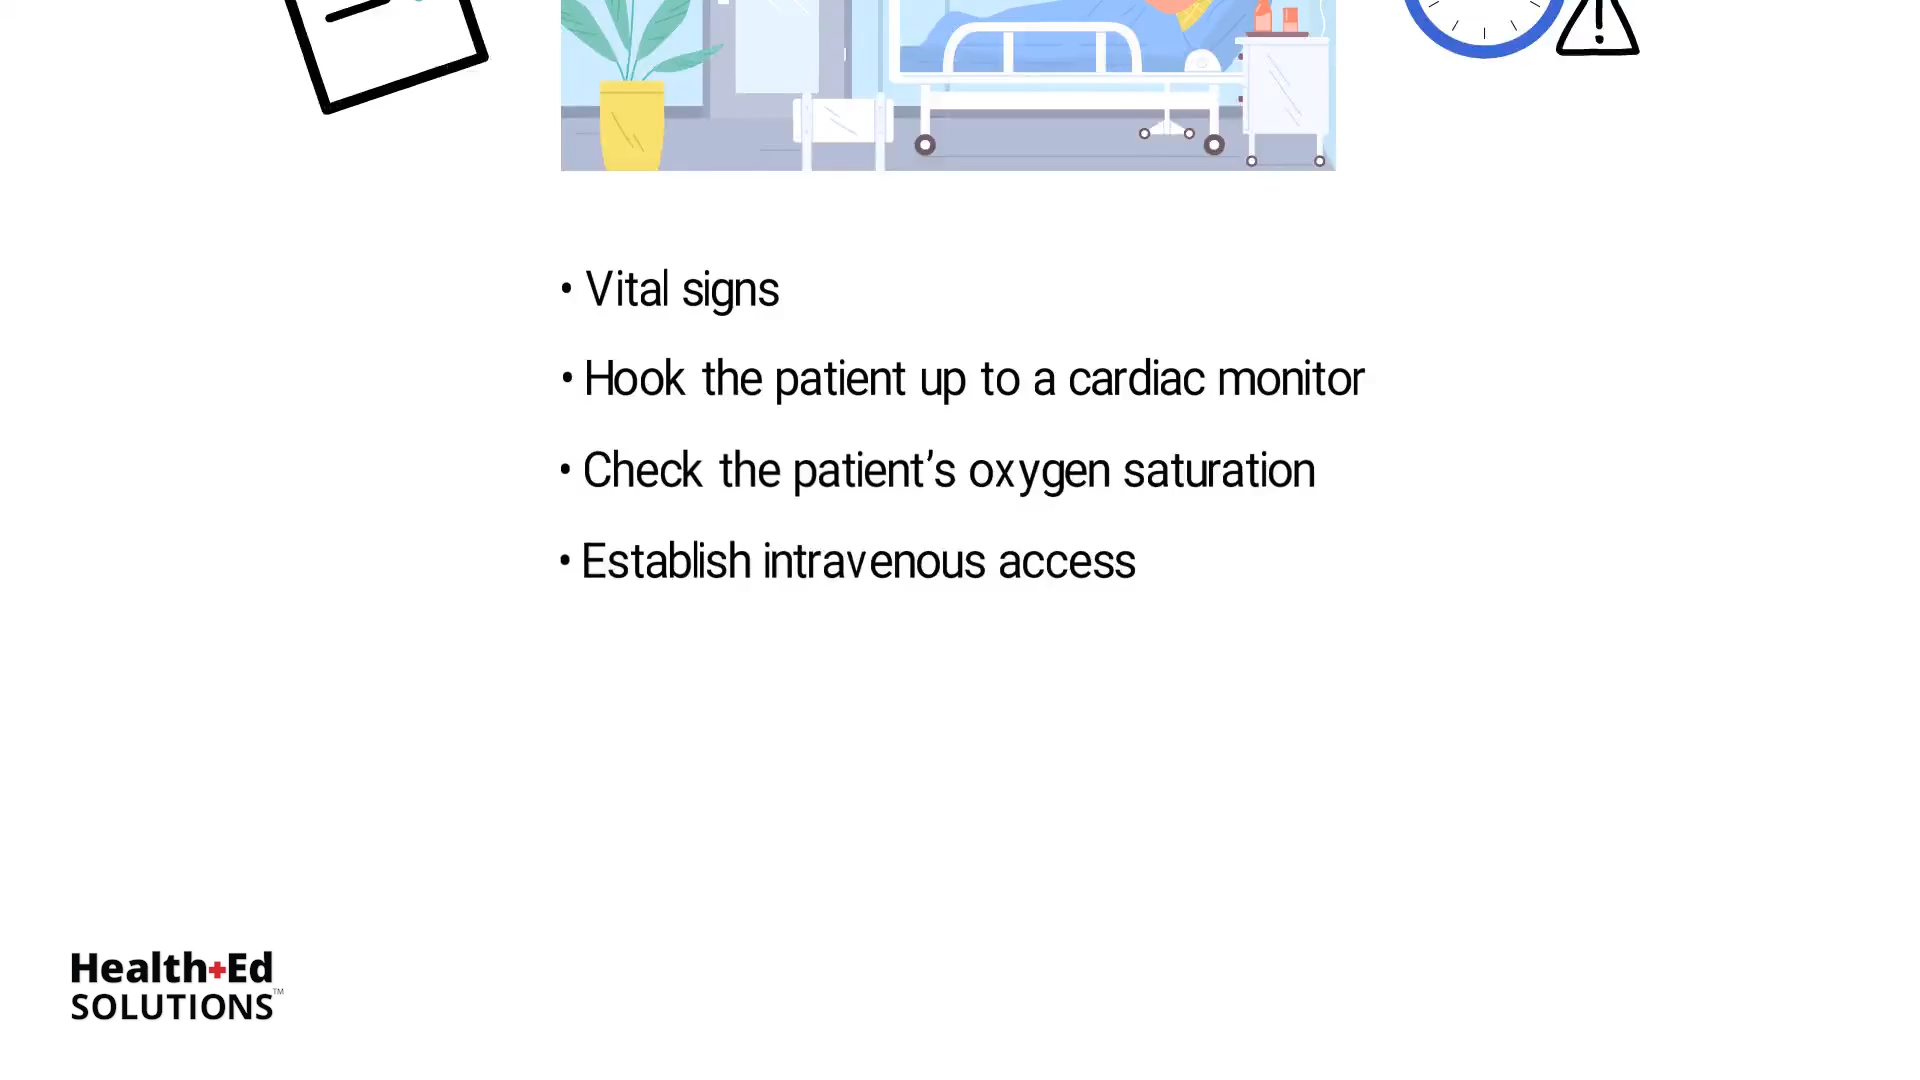 • Vital signs
• Hook the patient up to a cardiac monitor
• Check the patient’s oxygen saturation
• Establish intravenous access
Health+Ed
SOLUTIONS™